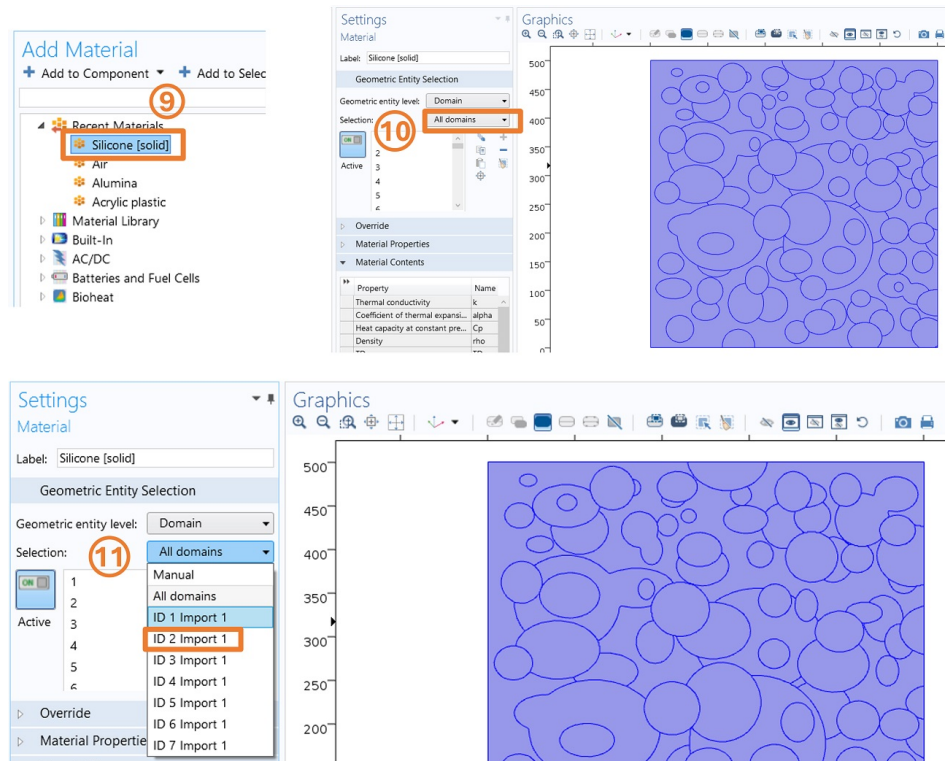 Add Material
+ Add to Component + Add to Selec
9
Recent Materials
Silicone [solid]
Air
Alumina
Acrylic plastic
Material Library
Built-In
AC/DC
Batteries and Fuel Cells
Bioheat
Settings
Material
Label: Silicone [solid]
Geometric Entity Selection
Geometric entity level: Domain
Selection: All domains
10
ON
Active
2
3
4
5
6
Override
Material Properties
Material Contents
Property Name
Thermal conductivity k
Coefficient of thermal expansi... alpha
Heat capacity at constant pre... Cp
Density rho
Graphics
500
450
400
350
300
250
200
150
100
50
0
Settings
Material
Label: Silicone [solid]
Geometric Entity Selection
Geometric entity level: Domain
Selection: All domains
11
ON
Active
1
2
3
4
5
6
Manual
All domains
ID 1 Import 1
ID 2 Import 1
ID 3 Import 1
ID 4 Import 1
ID 5 Import 1
ID 6 Import 1
ID 7 Import 1
Override
Material Propertie
Graphics
500
450
400
350
300
250
200